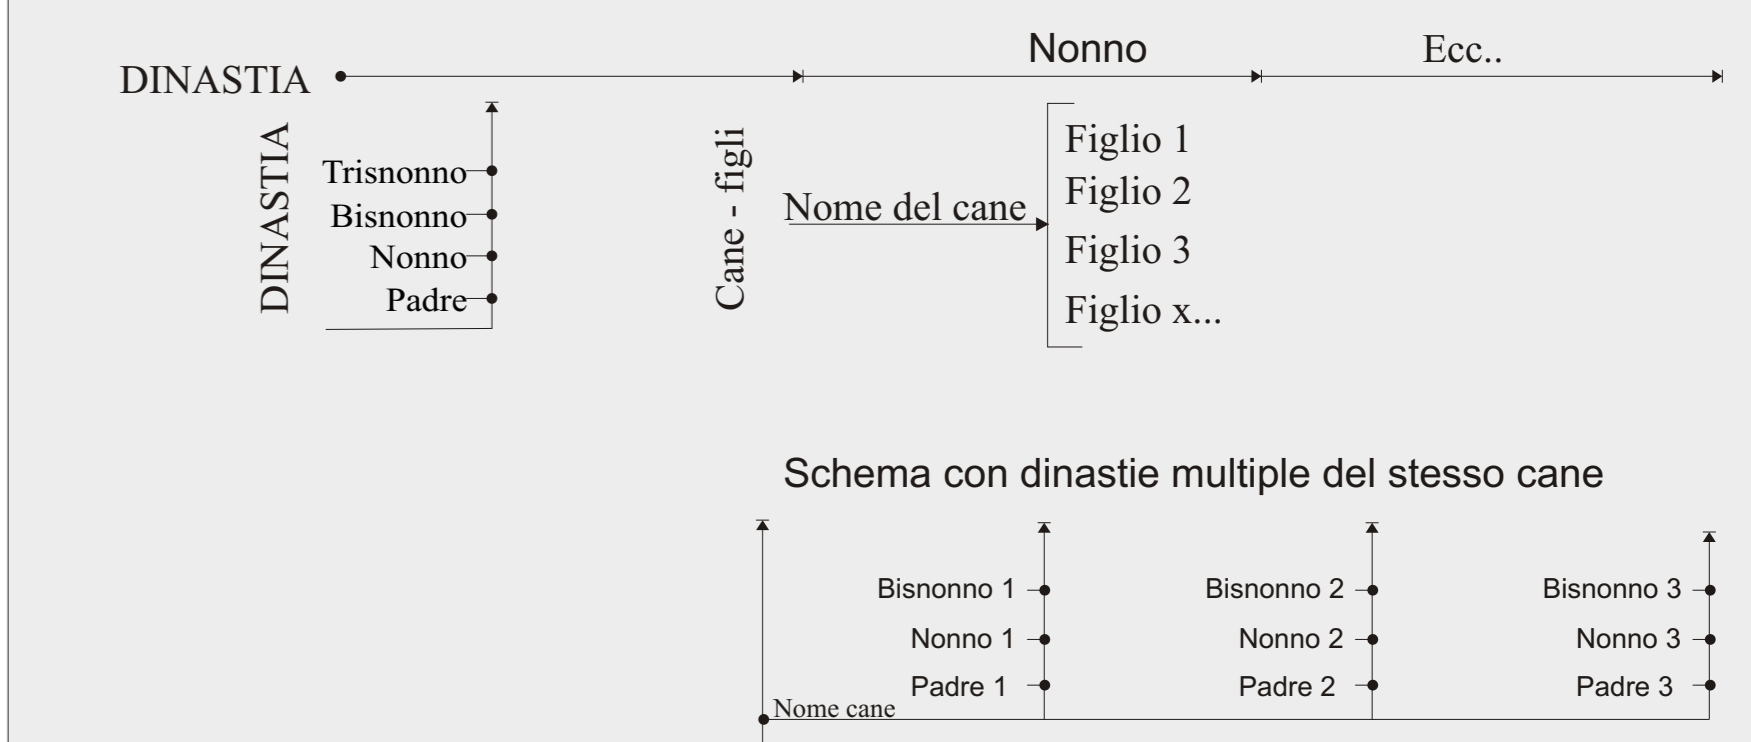 Nonno
Ecc..
DINASTIA
DINASTIA
Trisnonno
Bisnonno
Nonno
Padre
Cane - figli
Nome del cane
Figlio 1
Figlio 2
Figlio 3
Figlio x...
Schema con dinastie multiple del stesso cane
Bisnonno 1 Bisnonno 2 Bisnonno 3
Nonno 1 Nonno 2 Nonno 3
Padre 1 Padre 2 Padre 3
Nome cane